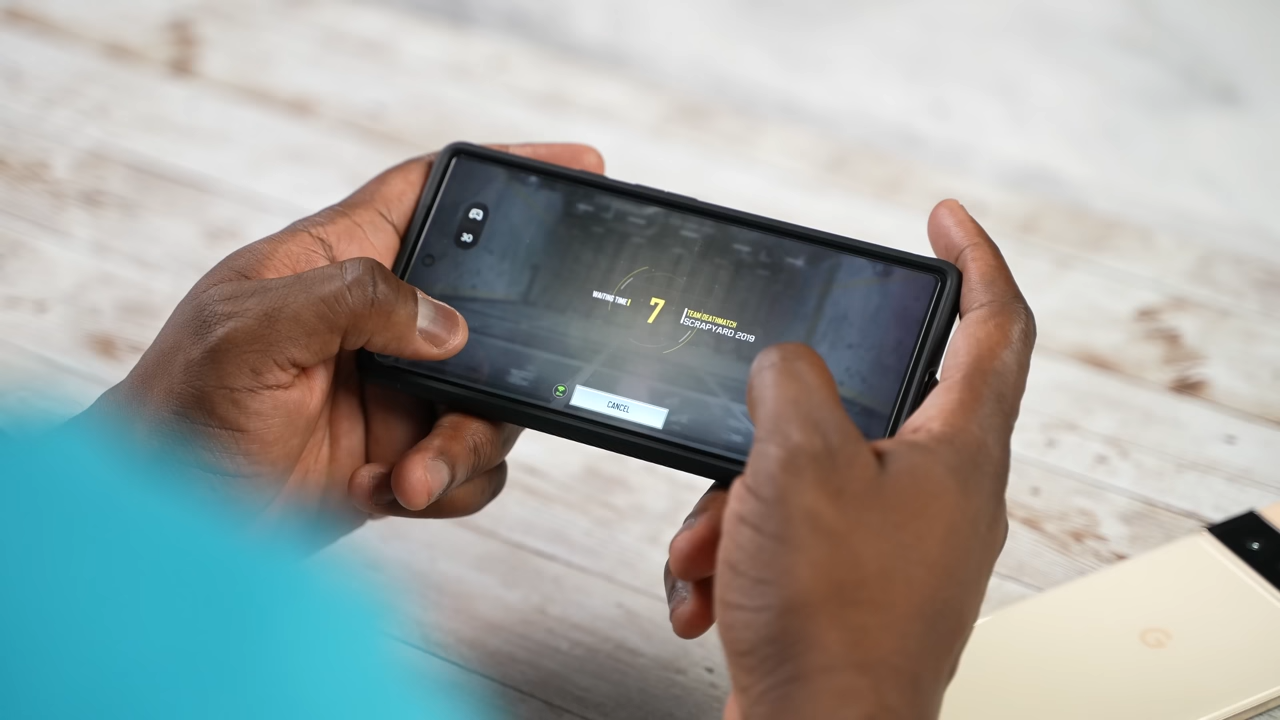 30
WAITING TIME
7
TEAM DEATHMATCH
SCRAPYARD 2019
CANCEL
G